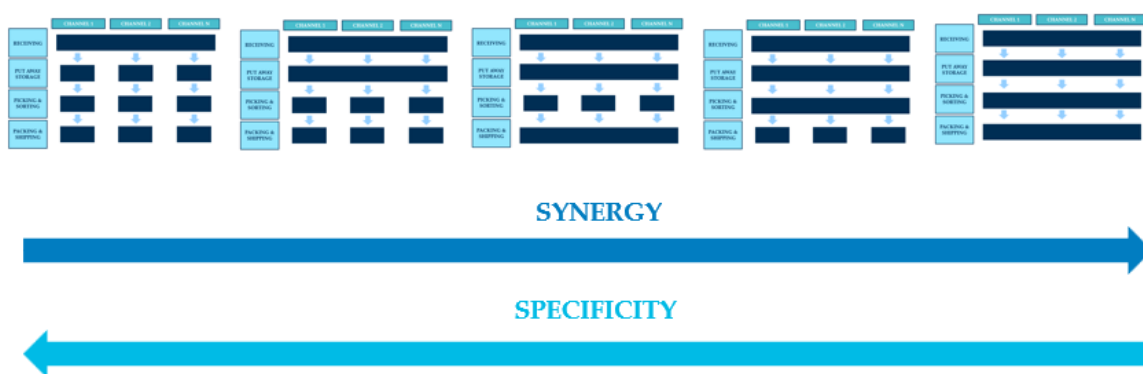 CHANNEL 1 CHANNEL 2 CHANNEL N
RECEIVING
PUT AWAY
STORAGE
PICKING &
SORTING
PACKING &
SHIPPING
CHANNEL 1 CHANNEL 2 CHANNEL N
RECEIVING
PUT AWAY
STORAGE
PICKING &
SORTING
PACKING &
SHIPPING
CHANNEL 1 CHANNEL 2 CHANNEL N
RECEIVING
PUT AWAY
STORAGE
PICKING &
SORTING
PACKING &
SHIPPING
CHANNEL 1 CHANNEL 2 CHANNEL N
RECEIVING
PUT AWAY
STORAGE
PICKING &
SORTING
PACKING &
SHIPPING
CHANNEL 1 CHANNEL 2 CHANNEL N
RECEIVING
PUT AWAY
STORAGE
PICKING &
SORTING
PACKING &
SHIPPING
SYNERGY
SPECIFICITY